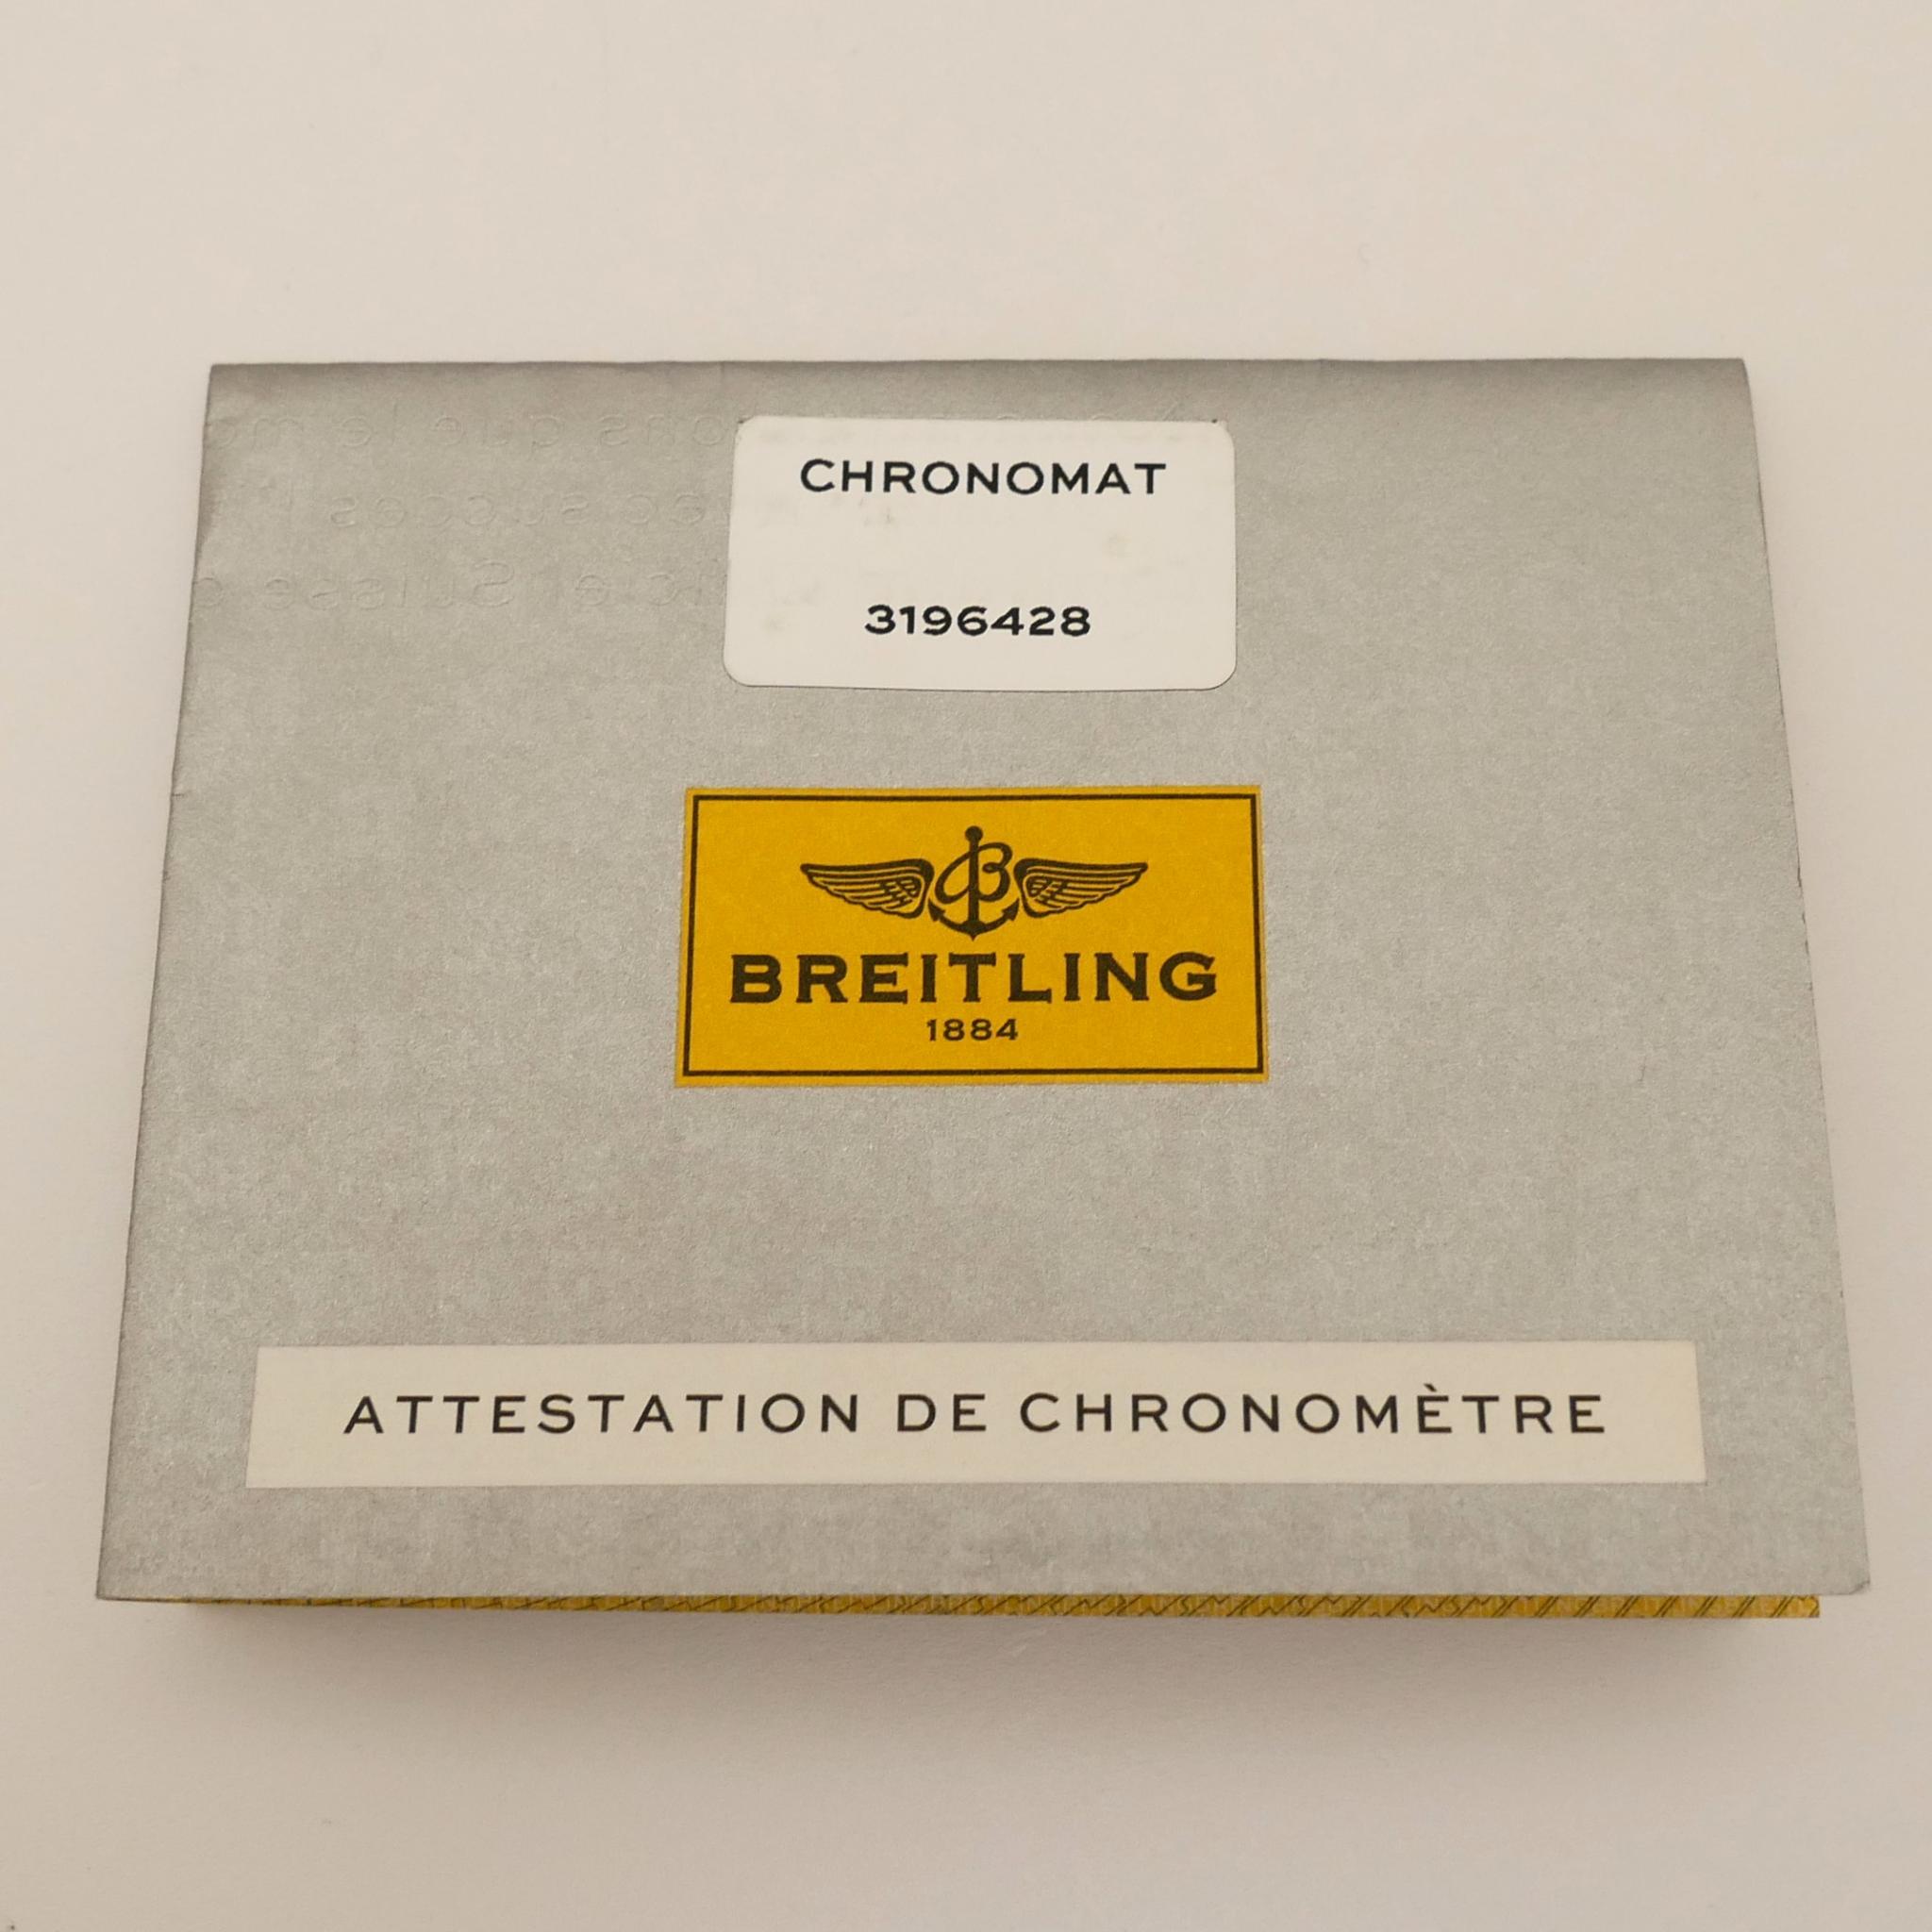 CHRONOMAT
3196428
BREITLING
1884
ATTESTATION DE CHRONOMÈTRE